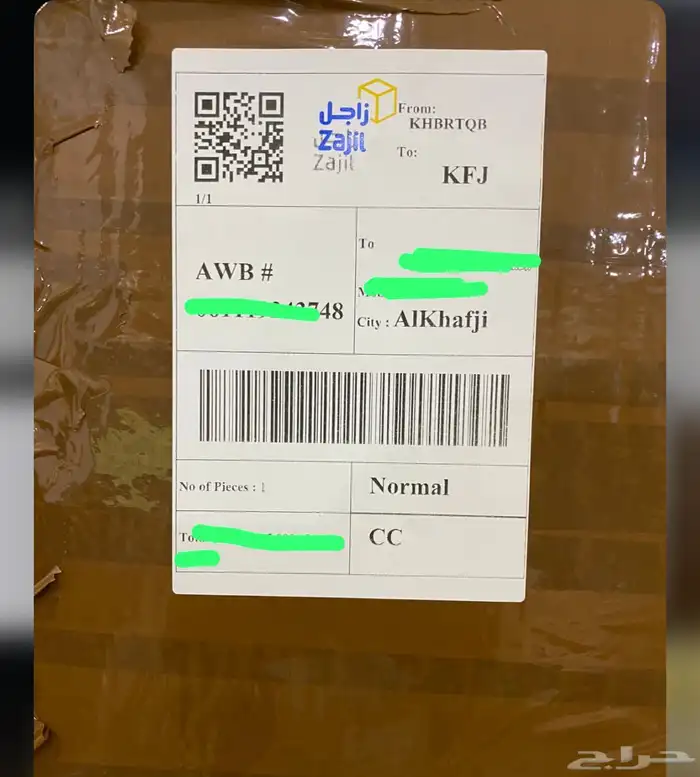 زاجل
Zajil
Zajil
From:
KHBRTQB
To:
KFJ
1/1
AWB #
748
To
City : AlKhafji
No of Pieces : 1
Normal
CC
حراج